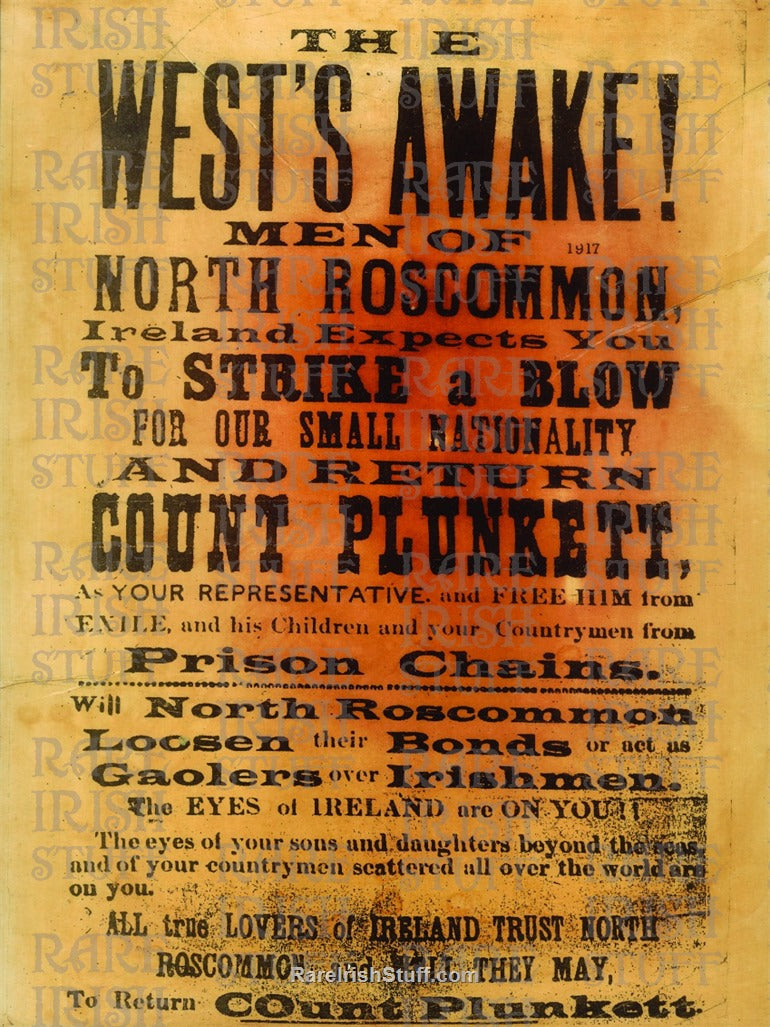 THE
WEST'S AWAKE!
MEN OF
1917
NORTH ROSCOMMON,
Ireland Expects You
To STRIKE a BLOW
FOR OUR SMALL NATIONALITY
AND RETURN
COUNT PLUNKETT,
As YOUR REPRESENTATIVE. and FREE HIM from
EXILE, and his Children and your Countrymen from
Prison Chains.
Will North Roscommon
Loosen their Bonds or act as
Gaolers over Irishmen.
The EYES of IRELAND are ON YOU!!
The eyes of your sons and daughters beyond the seas
and of your countrymen scattered all over the world are
on you.
ALL true LOVERS of IRELAND TRUST NORTH
ROSCOMMON, and WELL THEY MAY,
To Return COunt Plunkett.
RareIrishStuff.com
RARE
IRISH
STUFF